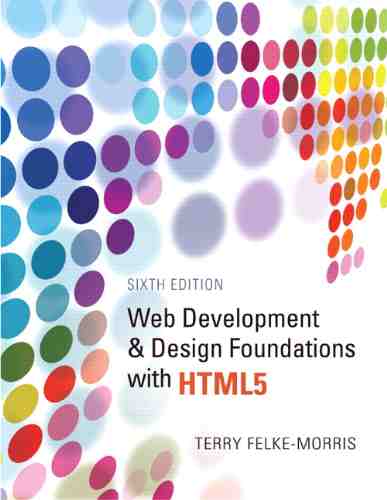 SIXTH EDITION
Web Development
& Design Foundations
with HTML5
TERRY FELKE-MORRIS